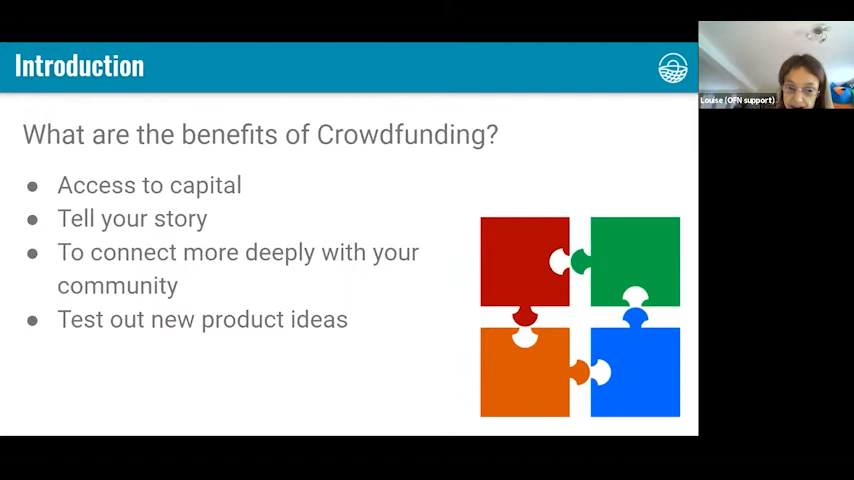 Introduction
What are the benefits of Crowdfunding?
● Access to capital
● Tell your story
● To connect more deeply with your
community
● Test out new product ideas
Louise (OFN support)